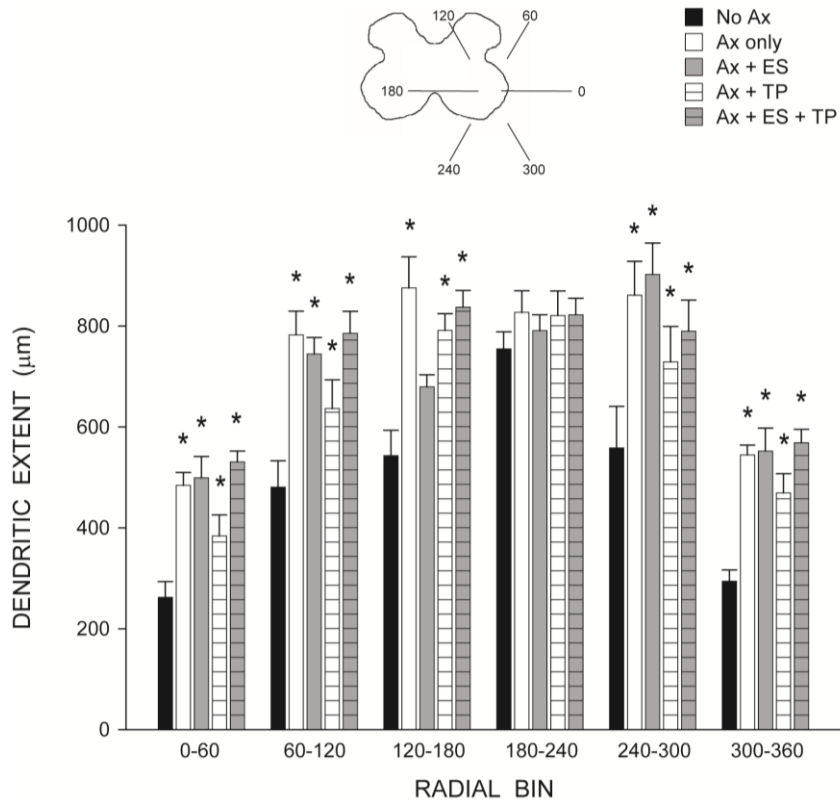 120
60
180
0
240
300
No Ax
Ax only
Ax + ES
Ax + TP
Ax + ES + TP
DENDRITIC EXTENT (μm)
1000
800
600
400
200
0
* * * *
* * * *
* * *
* * * *
* * * *
0-60
60-120
120-180
180-240
240-300
300-360
RADIAL BIN